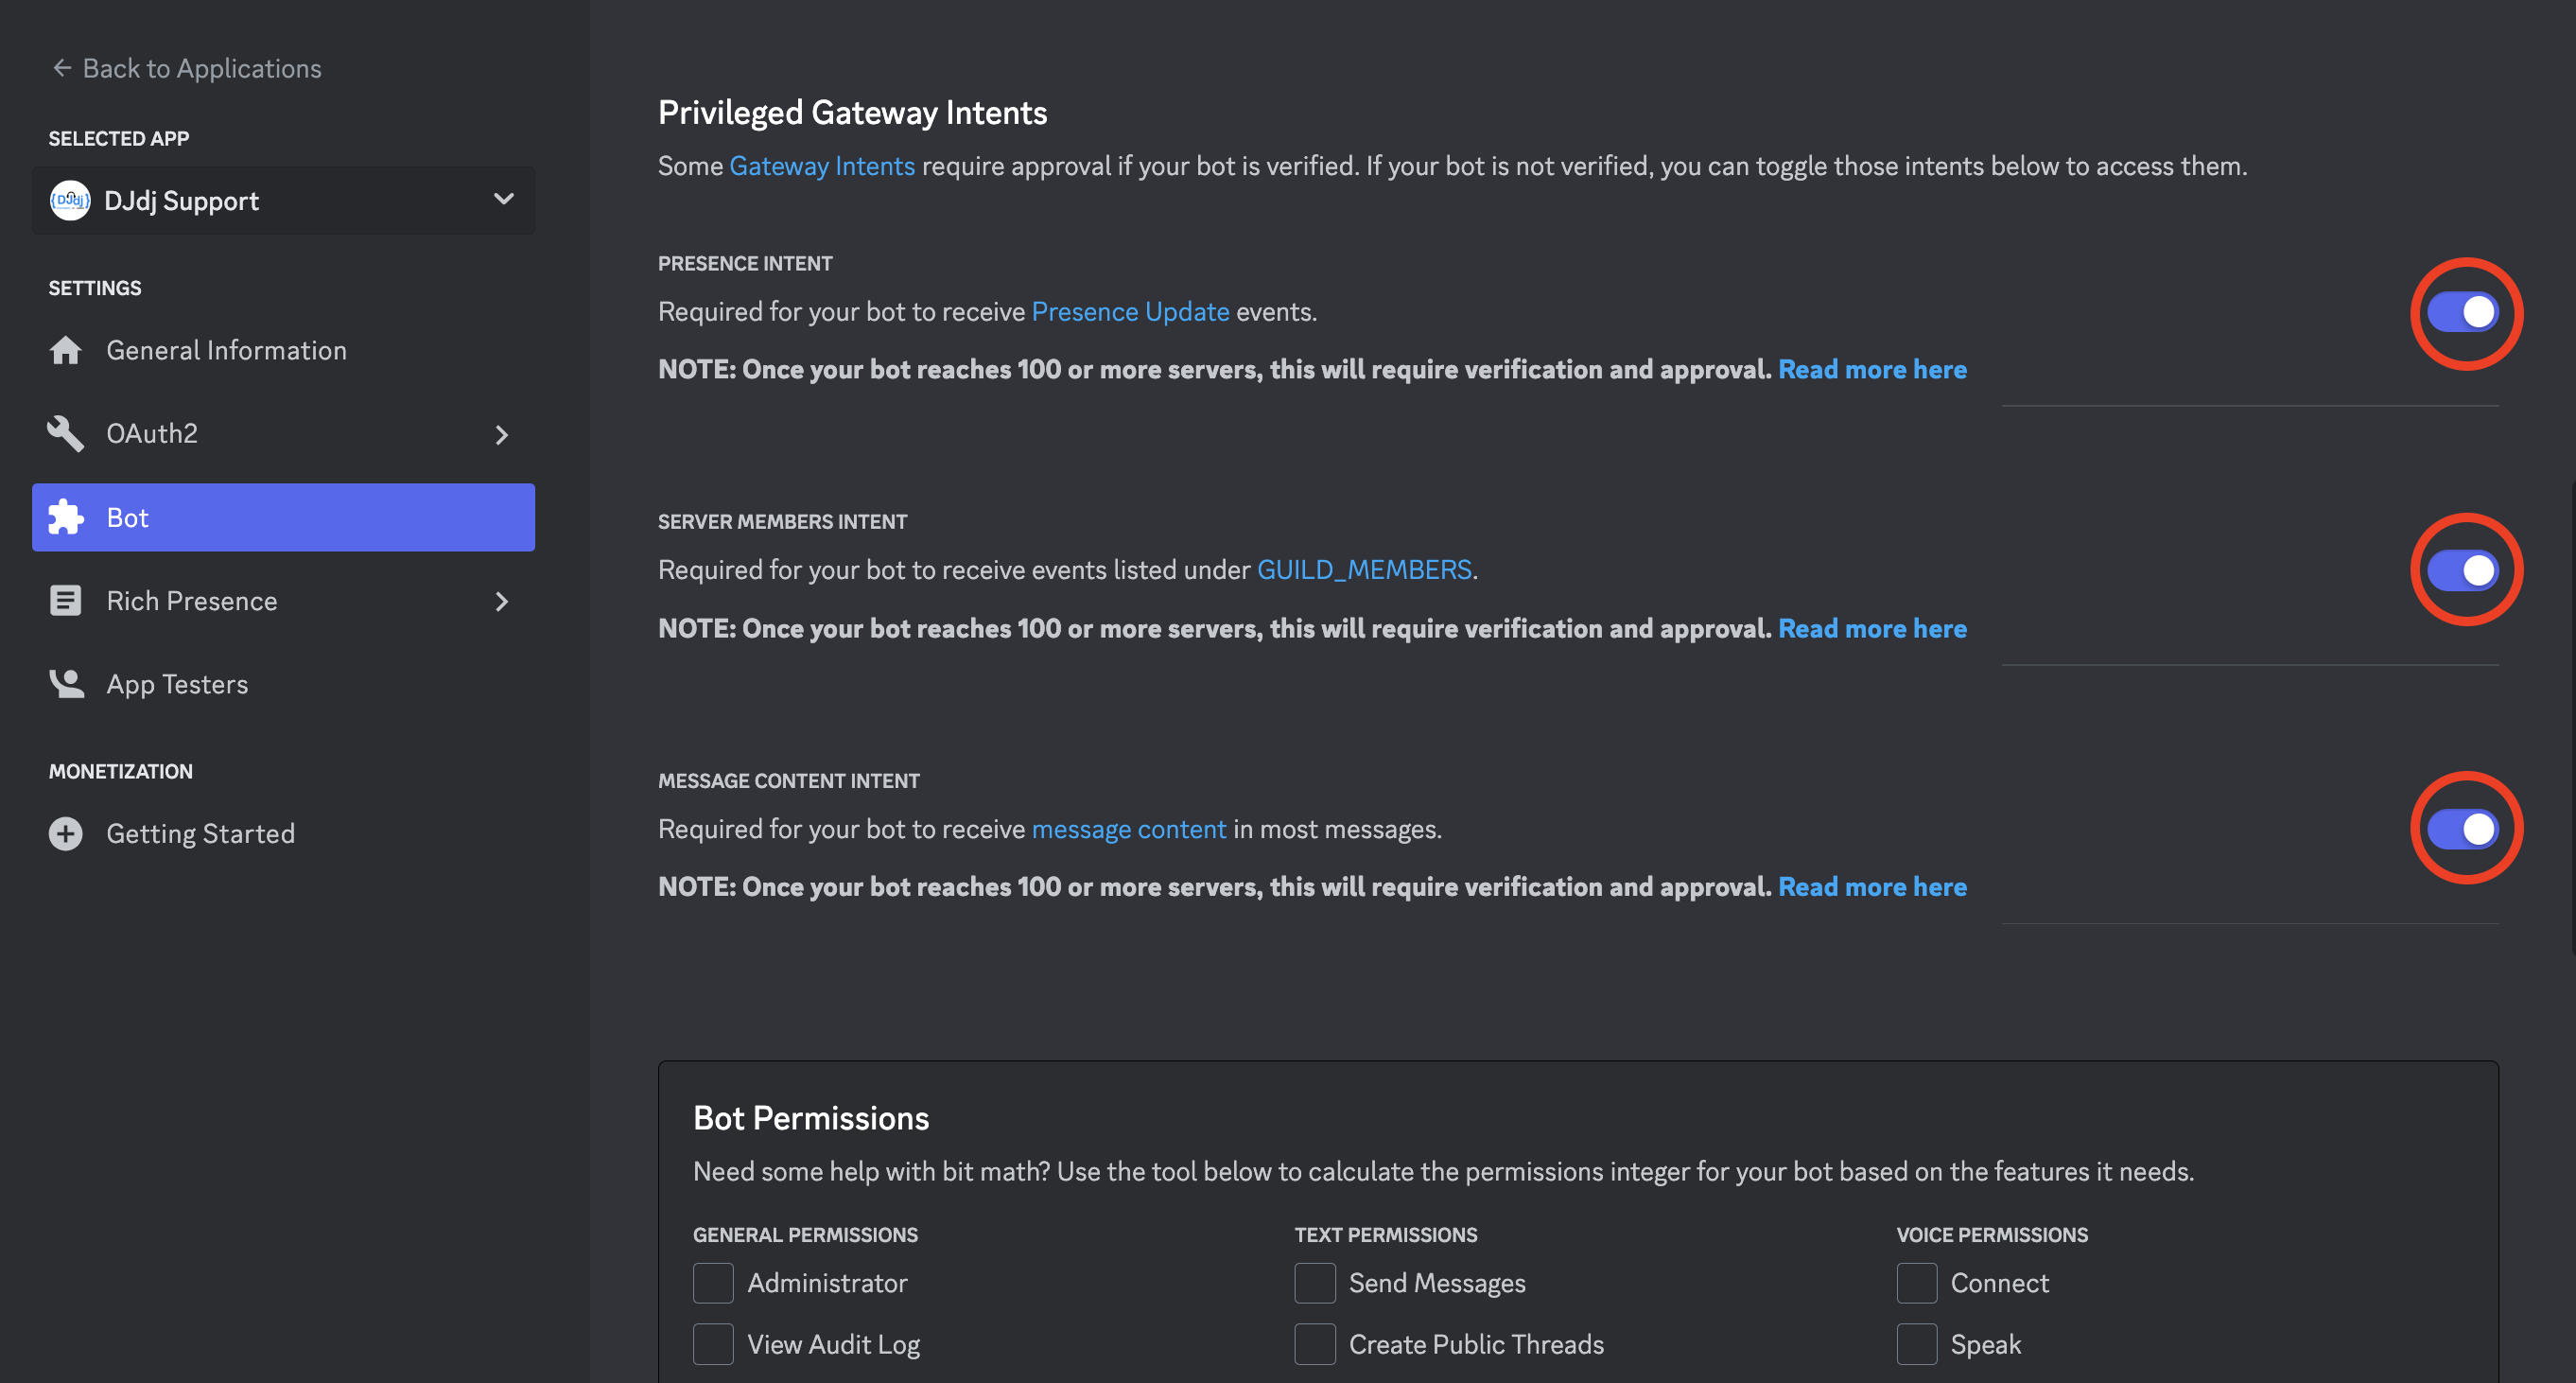 Back to Applications
SELECTED APP
{DJdj} DJdj Support
SETTINGS
General Information
OAuth2
Bot
Rich Presence
App Testers
MONETIZATION
Getting Started
Privileged Gateway Intents
Some Gateway Intents require approval if your bot is verified. If your bot is not verified, you can toggle those intents below to access them.
PRESENCE INTENT
Required for your bot to receive Presence Update events.
NOTE: Once your bot reaches 100 or more servers, this will require verification and approval. Read more here
SERVER MEMBERS INTENT
Required for your bot to receive events listed under GUILD_MEMBERS.
NOTE: Once your bot reaches 100 or more servers, this will require verification and approval. Read more here
MESSAGE CONTENT INTENT
Required for your bot to receive message content in most messages.
NOTE: Once your bot reaches 100 or more servers, this will require verification and approval. Read more here
Bot Permissions
Need some help with bit math? Use the tool below to calculate the permissions integer for your bot based on the features it needs.
GENERAL PERMISSIONS
Administrator
View Audit Log
TEXT PERMISSIONS
Send Messages
Create Public Threads
VOICE PERMISSIONS
Connect
Speak